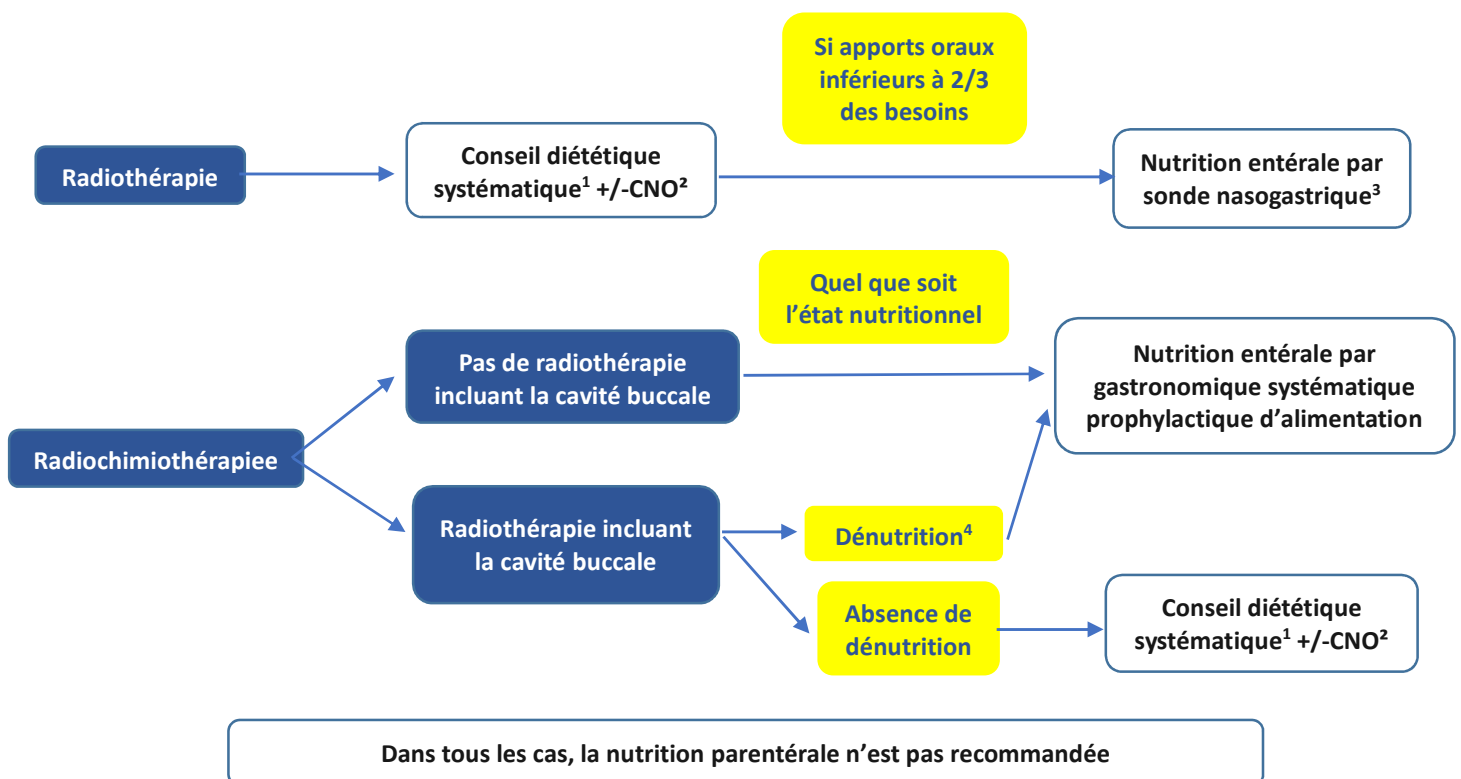 Si apports oraux
inférieurs à 2/3
des besoins
Radiothérapie
Conseil diététique
systématique¹ +/-CNO²
Nutrition entérale par
sonde nasogastrique³
Quel que soit
l’état nutritionnel
Pas de radiothérapie
incluant la cavité buccale
Nutrition entérale par
gastronomique systématique
prophylactique d’alimentation
Radiochimiothérapiee
Radiothérapie incluant
la cavité buccale
Dénutrition⁴
Absence de
dénutrition
Conseil diététique
systématique¹ +/-CNO²
Dans tous les cas, la nutrition parentérale n’est pas recommandée